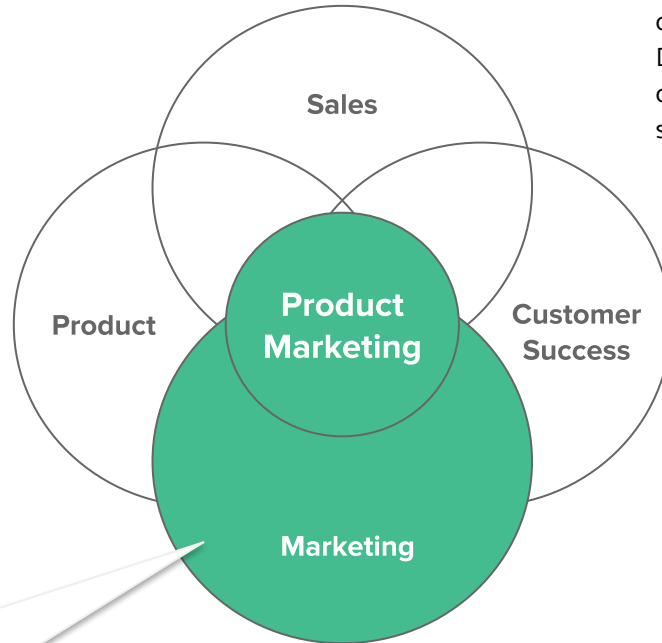 Sales
Product
Marketing
Product
Customer
Success
Marketing